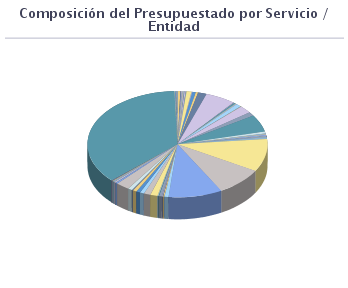 Composición del Presupuestado por Servicio /
Entidad